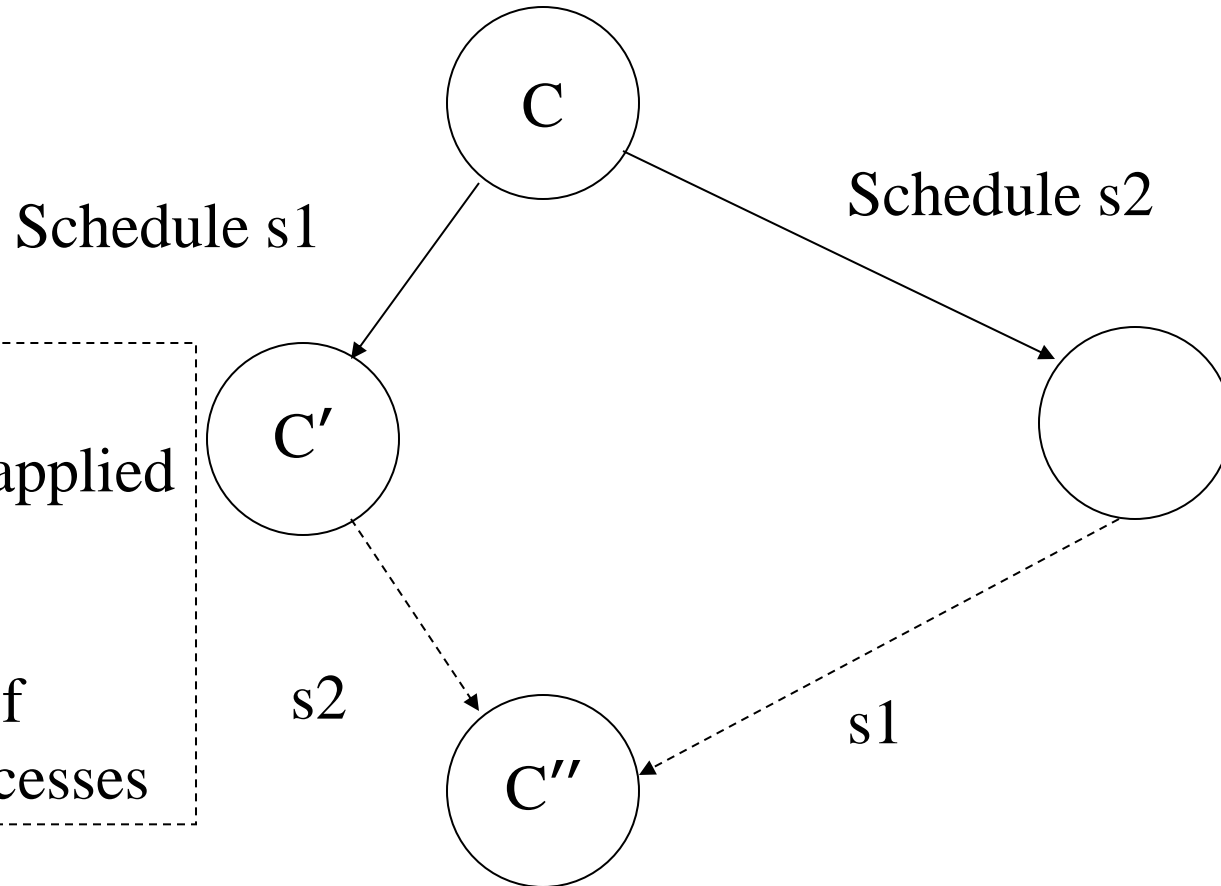 C
Schedule s2
Schedule s1
C′
applied
f
s2
s1
cesses
C′′